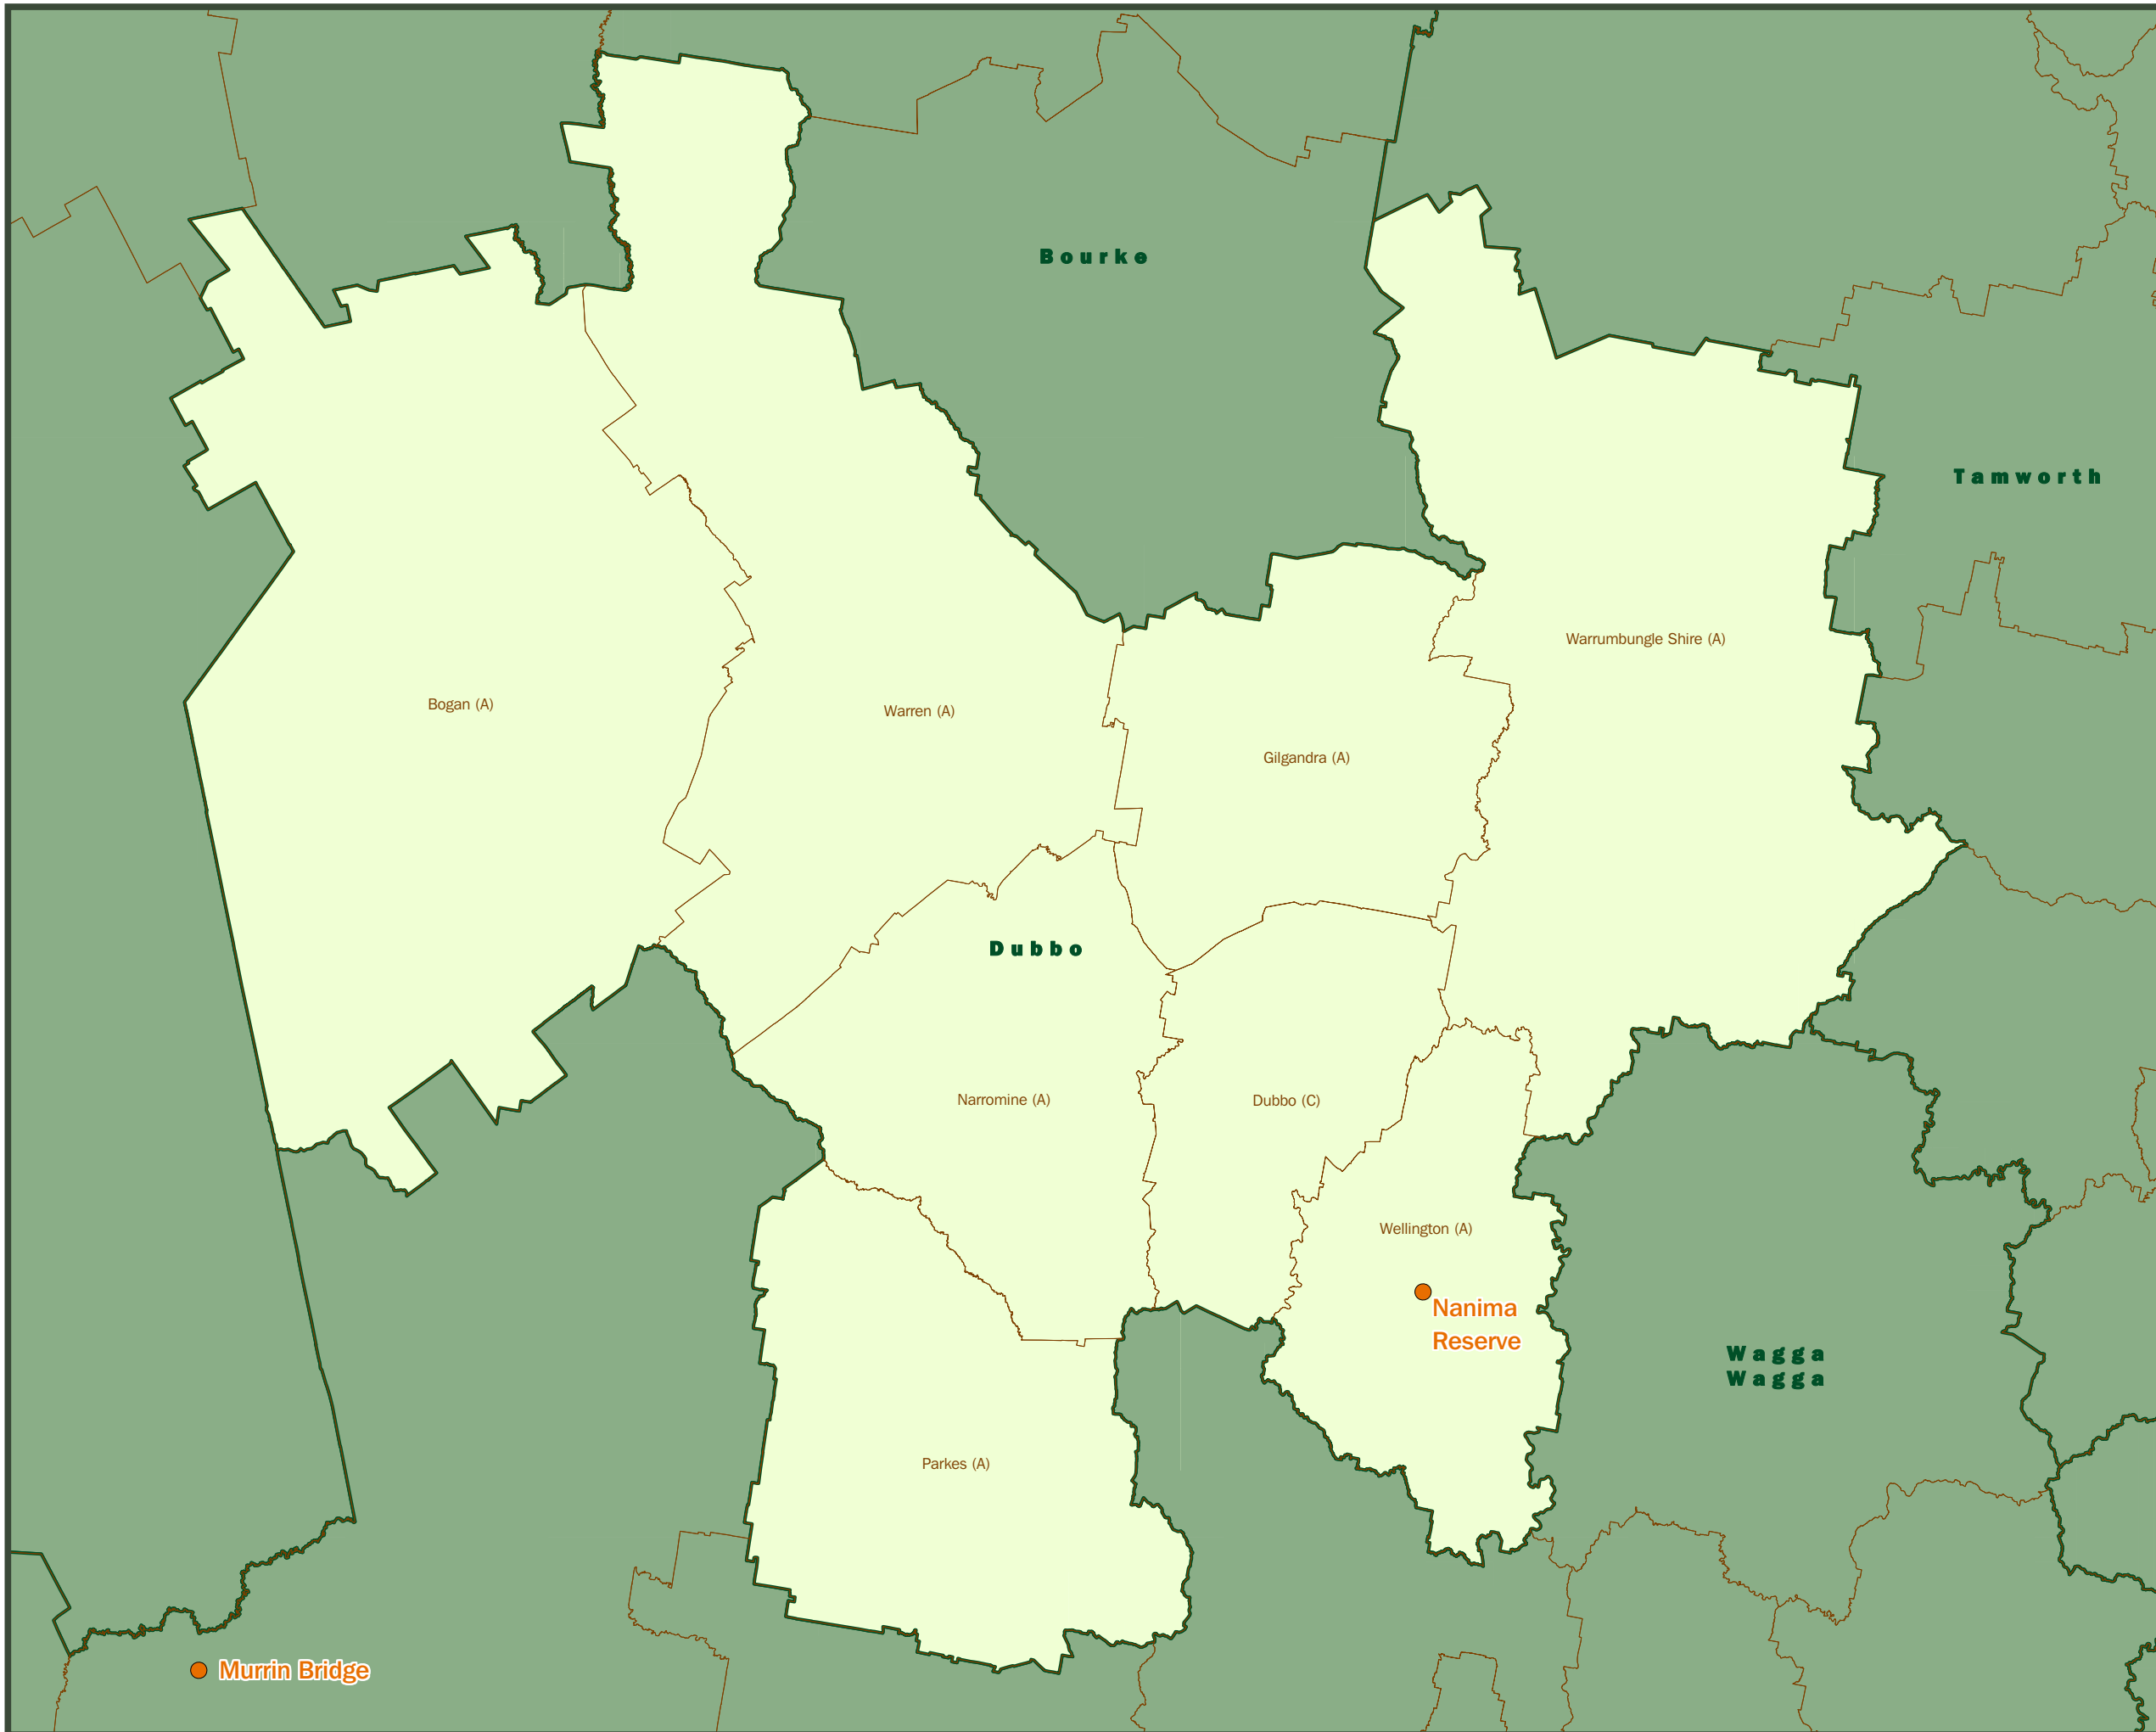 Bourke
Tamworth
Warrumbungle Shire (A)
Bogan (A)
Warren (A)
Gilgandra (A)
Dubbo
Narromine (A)
Dubbo (C)
Wellington (A)
Nanima
Reserve
Wagga
Wagga
Parkes (A)
Murrin Bridge